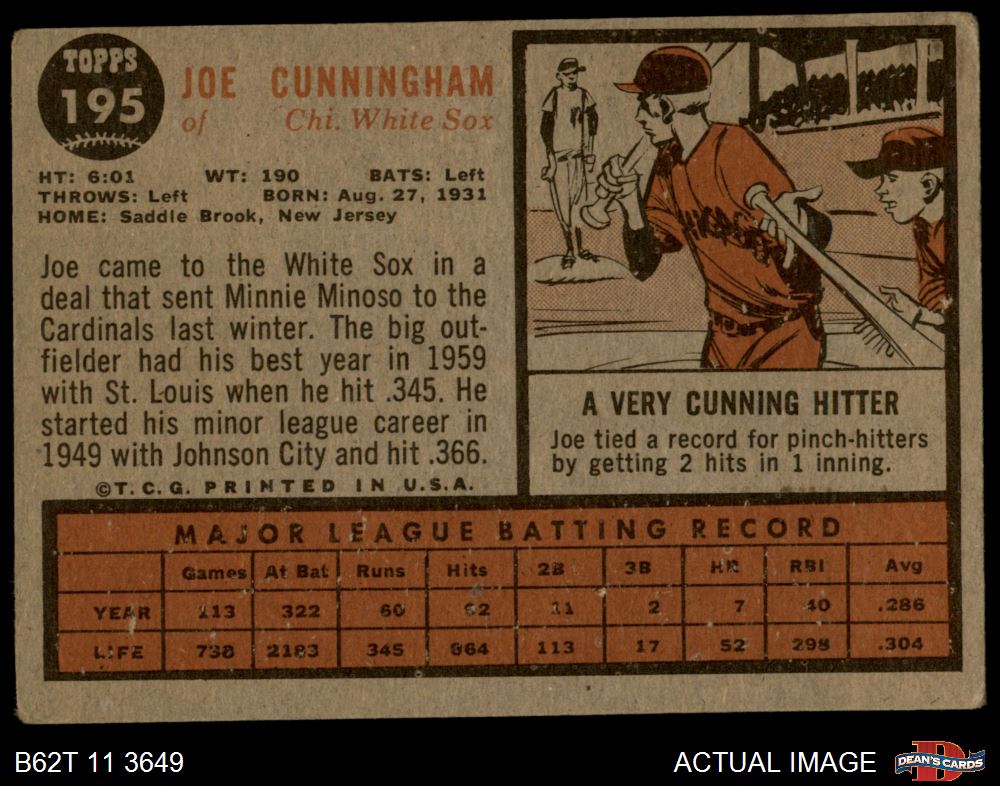 TOPPS
195
JOE CUNNINGHAM
of Chi. White Sox
HT: 6:01 WT: 190 BATS: Left
THROWS: Left BORN: Aug. 27, 1931
HOME: Saddle Brook, New Jersey
Joe came to the White Sox in a
deal that sent Minnie Minoso to the
Cardinals last winter. The big out-
fielder had his best year in 1959
with St. Louis when he hit .345. He
started his minor league career in
1949 with Johnson City and hit .366.
©T.C.G. PRINTED IN U.S.A.
A VERY CUNNING HITTER
Joe tied a record for pinch-hitters
by getting 2 hits in 1 inning.
MAJOR LEAGUE BATTING RECORD
Games At Bat Runs Hits 2B 3B HR RBI Avg
YEAR 113 322 60 92 11 2 7 40 .286
LIFE 738 2183 345 664 113 17 52 298 .304
B62T 11 3649
ACTUAL IMAGE
DEAN'S CARDS